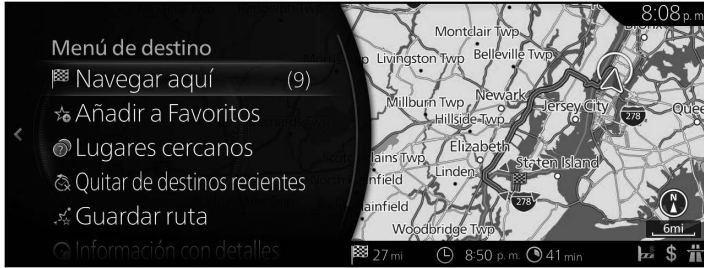 8:08 p. m.
Menú de destino
Navegar aquí (9)
Añadir a Favoritos
Lugares cercanos
Quitar de destinos recientes
Guardar ruta
Información con detalles
Montclair Twp
Livingston Twp
Belleville Twp
Millburn Twp
Newark
Hillside Twp
Jersey City
278
Elizabeth
Staten Island
Linden
278
Woodbridge Twp
N
6mi
27 mi
8:50 p. m.
41 min
$